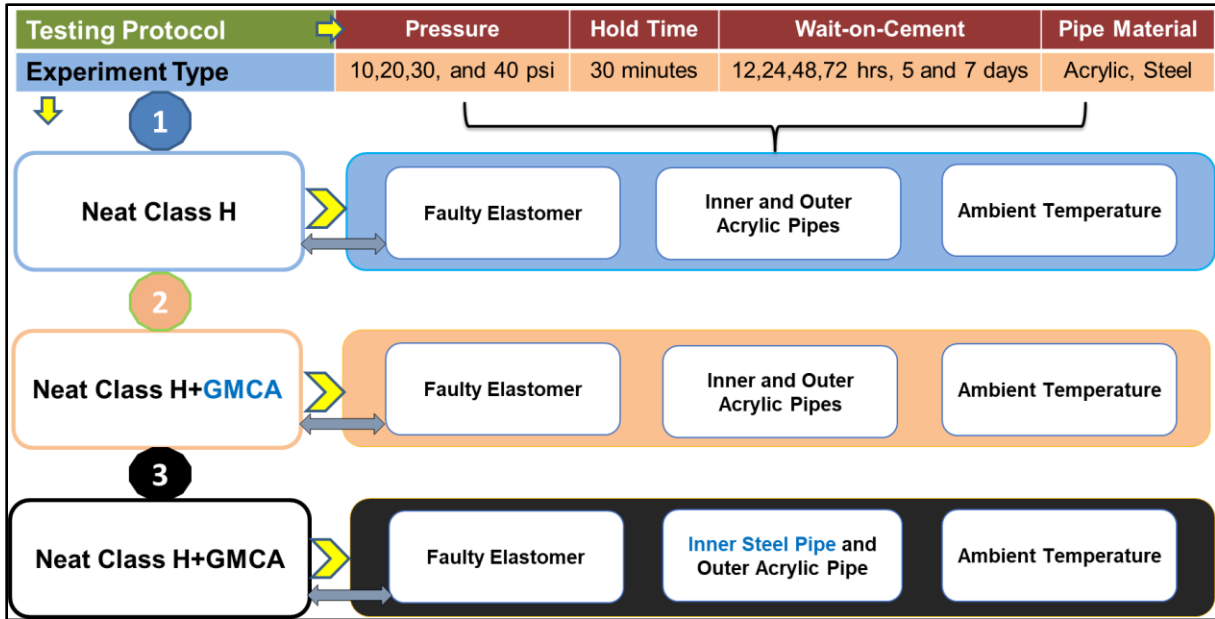 Testing Protocol Pressure Hold Time Wait-on-Cement Pipe Material
Experiment Type 10,20,30, and 40 psi 30 minutes 12,24,48,72 hrs, 5 and 7 days Acrylic, Steel
1
Neat Class H
Faulty Elastomer
Inner and Outer
Acrylic Pipes
Ambient Temperature
2
Neat Class H+GMCA
Faulty Elastomer
Inner and Outer
Acrylic Pipes
Ambient Temperature
3
Neat Class H+GMCA
Faulty Elastomer
Inner Steel Pipe and
Outer Acrylic Pipe
Ambient Temperature